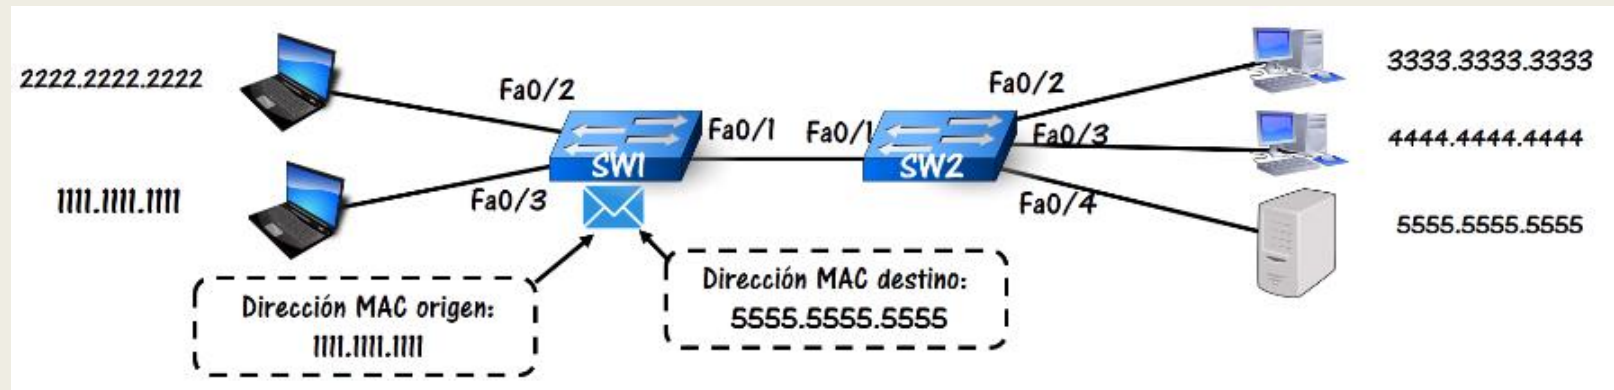 2222.2222.2222
Fa0/2
Fa0/1
Fa0/1
Fa0/2
3333.3333.3333
Fa0/3
4444.4444.4444
SW1
SW2
1111.1111.1111
Fa0/3
Fa0/4
5555.5555.5555
Dirección MAC origen:
1111.1111.1111
Dirección MAC destino:
5555.5555.5555